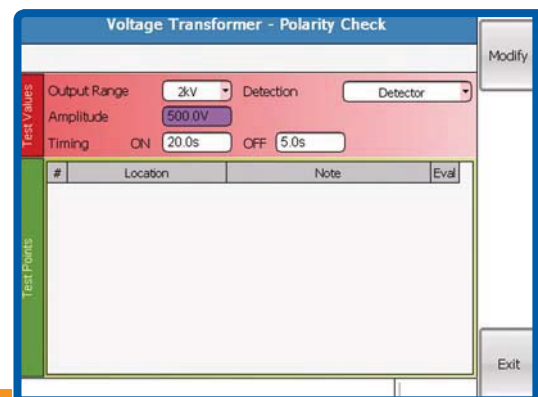 Voltage Transformer - Polarity Check
Modify
Test Values
Output Range 2kV Detection Detector
Amplitude 500.0V
Timing ON 20.0s OFF 5.0s
Test Points
# Location Note Eval
Exit